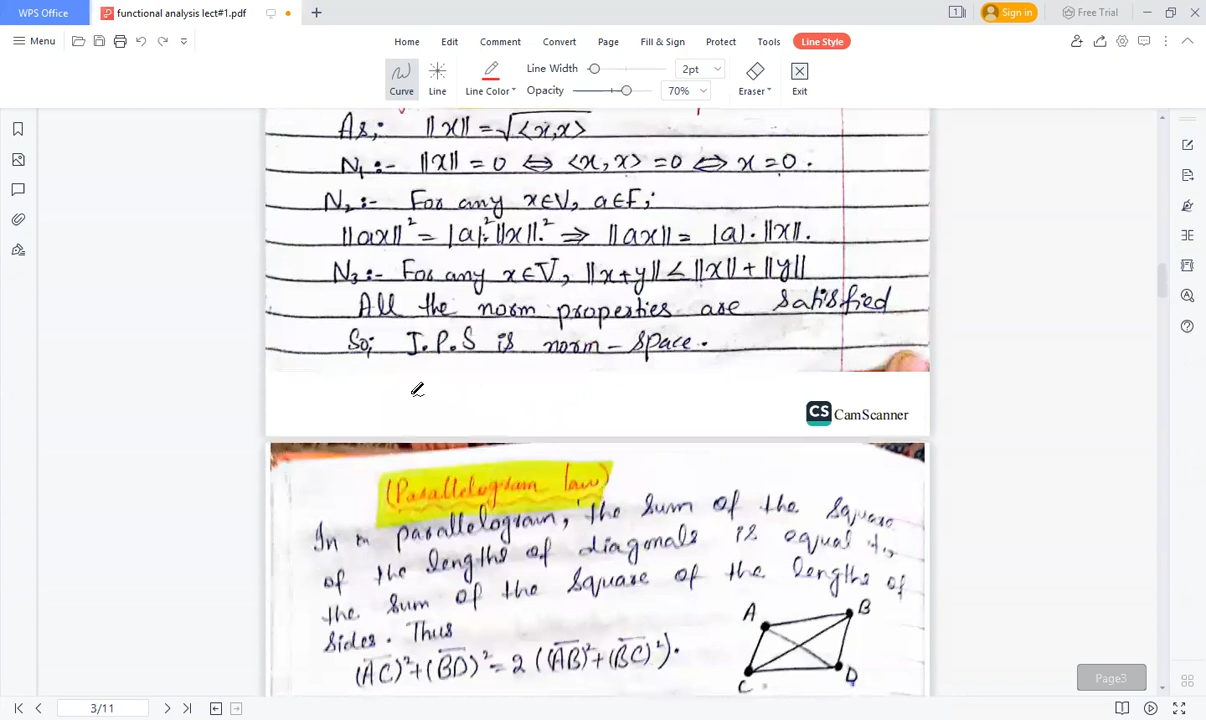 WPS Office
functional analysis lect#1.pdf
Sign in
Free Trial
Menu
Home Edit Comment Convert Page Fill & Sign Protect Tools Line Style
Curve Line Line Color Line Width 2pt Opacity 70% Eraser Exit
As;- ||x|| = √<x,x>
N₁:- ||x|| = 0 ⇔ <x, x> = 0 ⇔ x = 0.
N₂:- For any x∈V, a∈F;
||ax||² = |a|².||x||.² ⇒ ||ax|| = |a|. ||x||.
N₃:- For any x∈V, ||x+y|| ≤ ||x|| + ||y||
All the norm properties are satisfied
So; I.P.S is norm-space.
CS CamScanner
(Parallelogram law)
In a parallelogram, the sum of the square
of the lengths of diagonals is equal to
the sum of the square of the lengths of
sides. Thus
(AC)² + (BD)² = 2 ((AB)² + (BC)²).
A
B
C
D
Page3
3/11